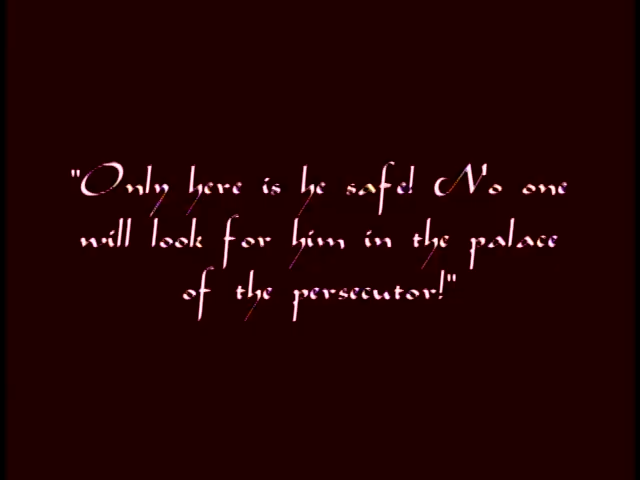 "Only here is he safe! No one
will look for him in the palace
of the persecutor!"